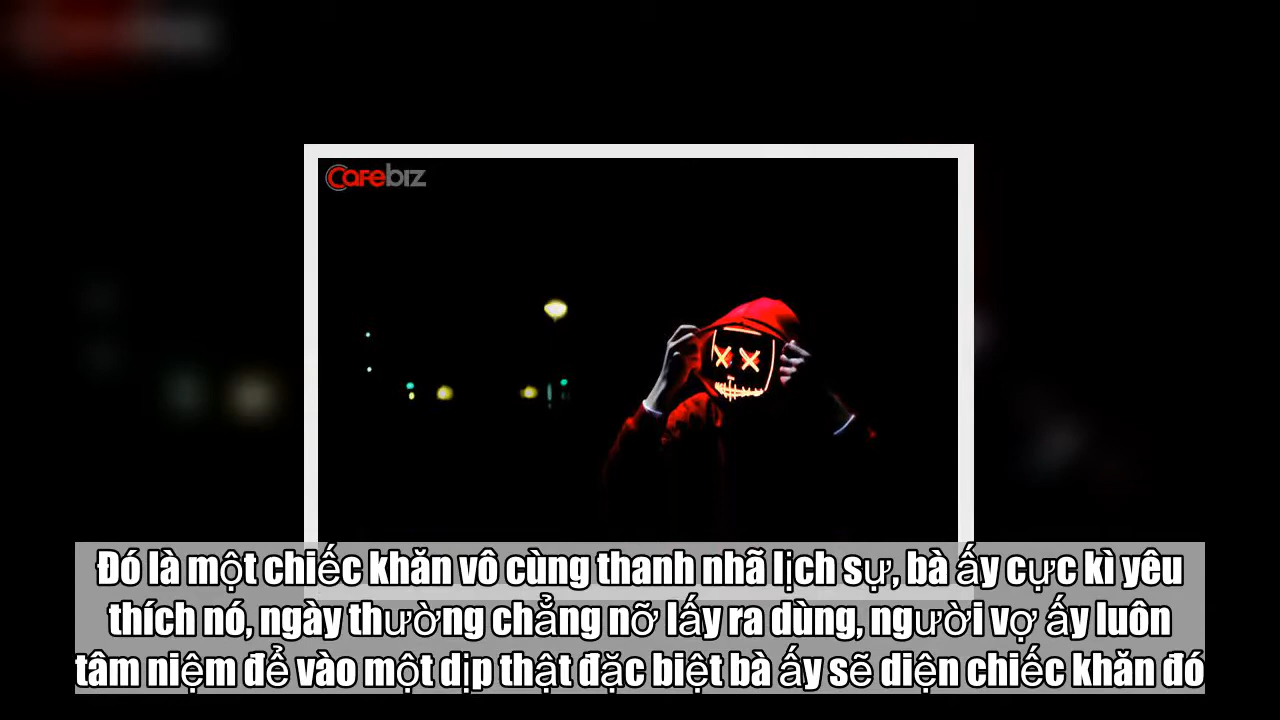 Carebiz
Đó là một chiếc khăn vô cùng thanh nhã lịch sự, bà ấy cực kì yêu
thích nó, ngày thường chẳng nỡ lấy ra dùng, người vợ ấy luôn
tâm niệm để vào một dịp thật đặc biệt bà ấy sẽ diện chiếc khăn đó